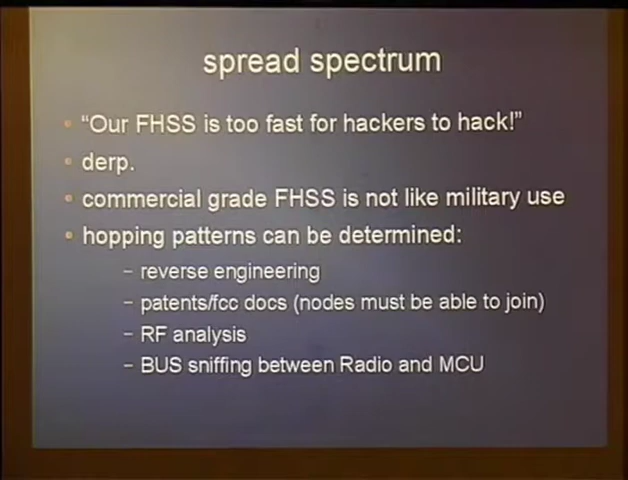 spread spectrum
• “Our FHSS is too fast for hackers to hack!”
• derp.
• commercial grade FHSS is not like military use
• hopping patterns can be determined:
– reverse engineering
– patents/fcc docs (nodes must be able to join)
– RF analysis
– BUS sniffing between Radio and MCU